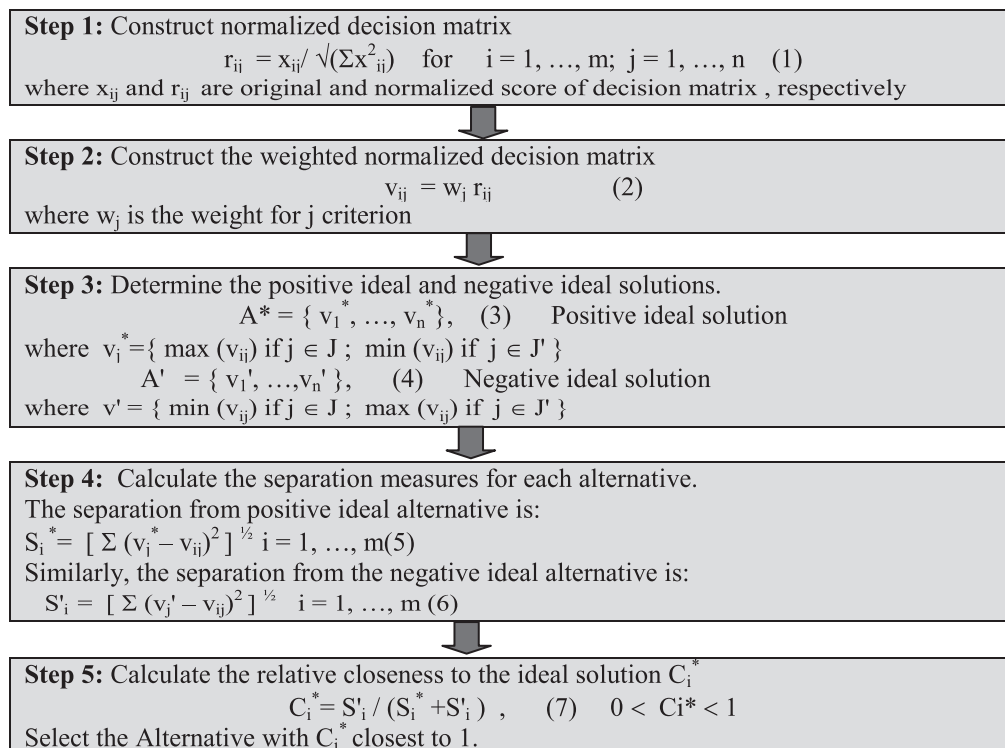 Step 1: Construct normalized decision matrix
r_ij = x_ij/ √(Σx²_ij) for i = 1, …, m; j = 1, …, n (1)
where x_ij and r_ij are original and normalized score of decision matrix , respectively
Step 2: Construct the weighted normalized decision matrix
v_ij = w_j r_ij (2)
where w_j is the weight for j criterion
Step 3: Determine the positive ideal and negative ideal solutions.
A* = { v_1^*, …, v_n^*}, (3) Positive ideal solution
where v_j^*={ max (v_ij) if j ∈ J ; min (v_ij) if j ∈ J' }
A' = { v_1', …,v_n' }, (4) Negative ideal solution
where v' = { min (v_ij) if j ∈ J ; max (v_ij) if j ∈ J' }
Step 4: Calculate the separation measures for each alternative.
The separation from positive ideal alternative is:
S_i^* = [ Σ (v_j^* – v_ij)² ] ^½ i = 1, …, m(5)
Similarly, the separation from the negative ideal alternative is:
S'_i = [ Σ (v_j' – v_ij)² ] ^½ i = 1, …, m (6)
Step 5: Calculate the relative closeness to the ideal solution C_i^*
C_i^* = S'_i / (S_i^* +S'_i ) , (7) 0 < Ci* < 1
Select the Alternative with C_i^* closest to 1.